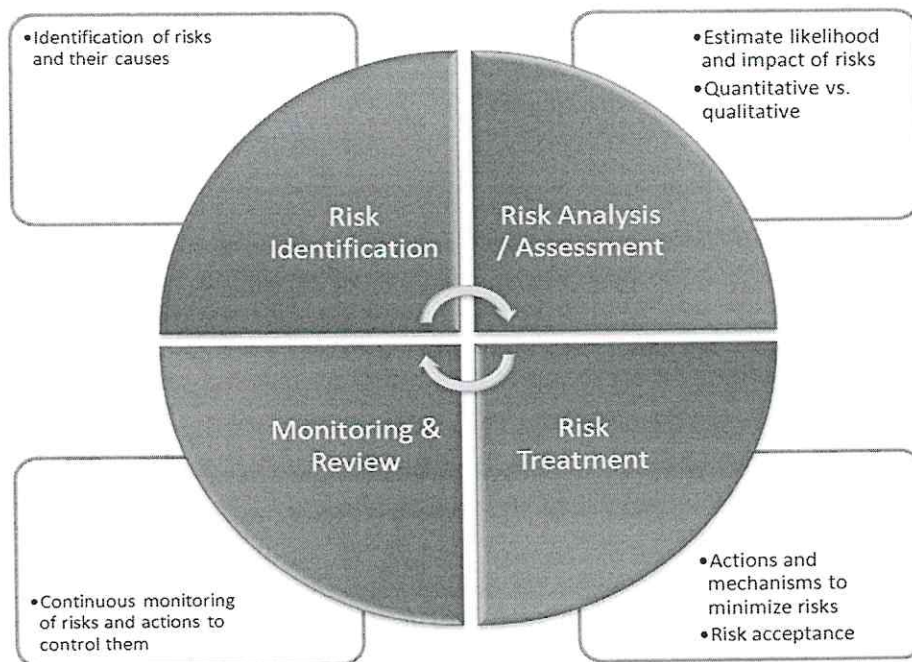 •Identification of risks
and their causes
•Estimate likelihood
and impact of risks
•Quantitative vs.
qualitative
Risk
Identification
Risk Analysis
/ Assessment
Monitoring &
Review
Risk
Treatment
•Continuous monitoring
of risks and actions to
control them
•Actions and
mechanisms to
minimize risks
•Risk acceptance